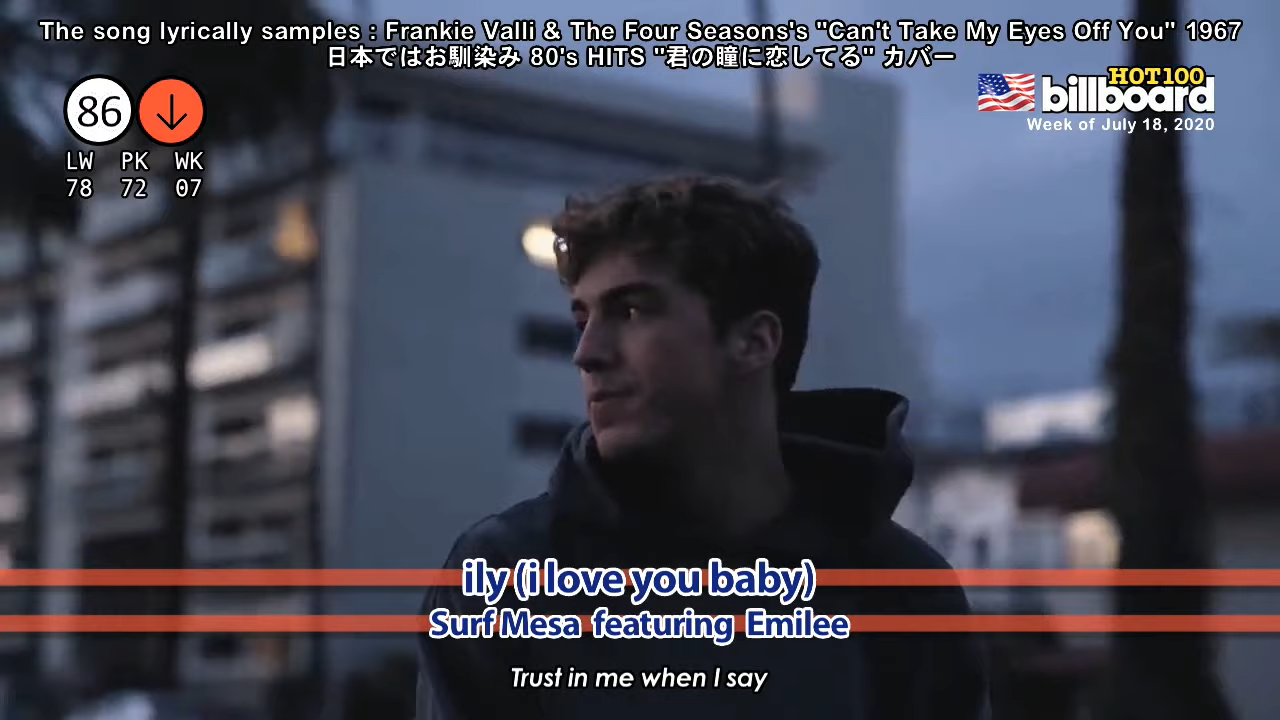 The song lyrically samples : Frankie Valli & The Four Seasons's "Can't Take My Eyes Off You" 1967
日本ではお馴染み 80's HITS "君の瞳に恋してる" カバー
86
LW PK WK
78 72 07
HOT100
billboard
Week of July 18, 2020
ily (i love you baby)
Surf Mesa featuring Emilee
Trust in me when I say